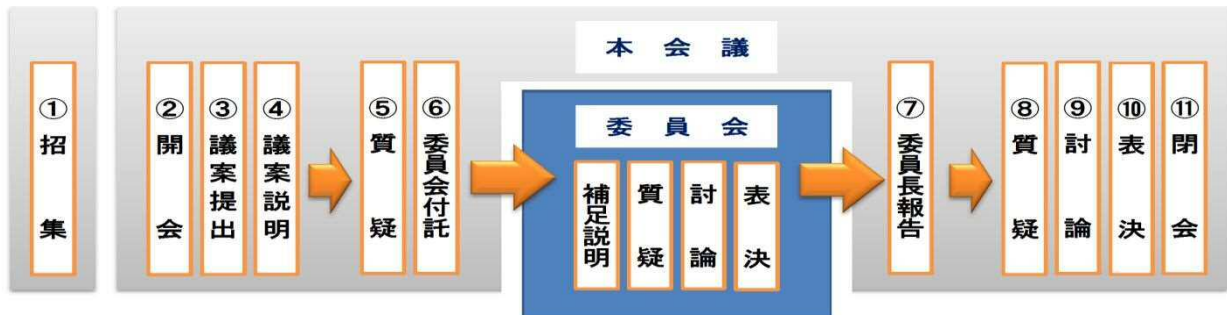 本会議
①招集
②開会
③議案提出
④議案説明
⑤質疑
⑥委員会付託
委員会
補足説明
質疑
討論
表決
⑦委員長報告
⑧質疑
⑨討論
⑩表決
⑪閉会